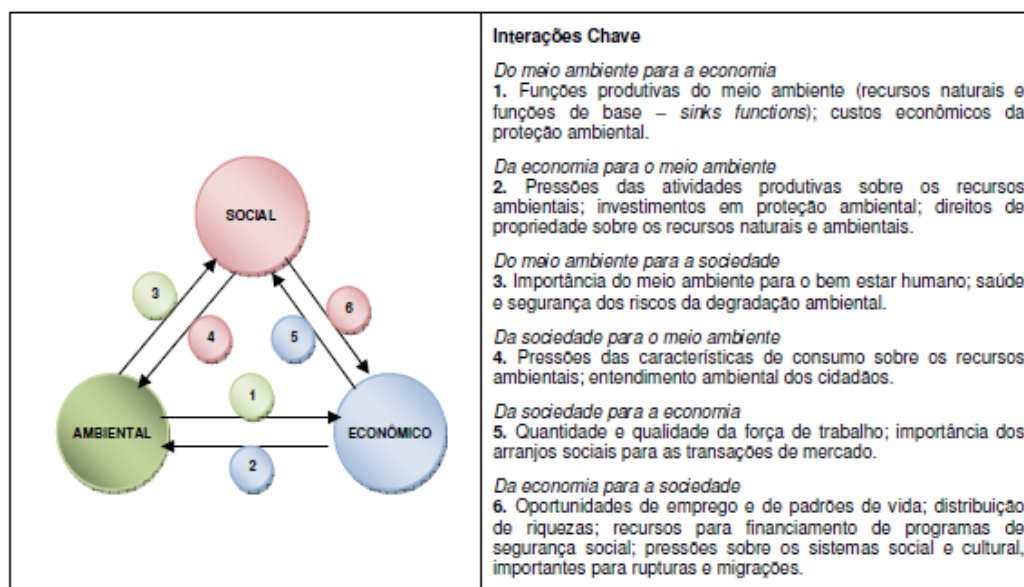 SOCIAL
3
6
4
5
1
AMBIENTAL
ECONÔMICO
2
Interações Chave
Do meio ambiente para a economia
1. Funções produtivas do meio ambiente (recursos naturais e
funções de base – sinks functions); custos econômicos da
proteção ambiental.
Da economia para o meio ambiente
2. Pressões das atividades produtivas sobre os recursos
ambientais; investimentos em proteção ambiental; direitos de
propriedade sobre os recursos naturais e ambientais.
Do meio ambiente para a sociedade
3. Importância do meio ambiente para o bem estar humano; saúde
e segurança dos riscos da degradação ambiental.
Da sociedade para o meio ambiente
4. Pressões das características de consumo sobre os recursos
ambientais; entendimento ambiental dos cidadãos.
Da sociedade para a economia
5. Quantidade e qualidade da força de trabalho; importância dos
arranjos sociais para as transações de mercado.
Da economia para a sociedade
6. Oportunidades de emprego e de padrões de vida; distribuição
de riquezas; recursos para financiamento de programas de
segurança social; pressões sobre os sistemas social e cultural,
importantes para rupturas e migrações.